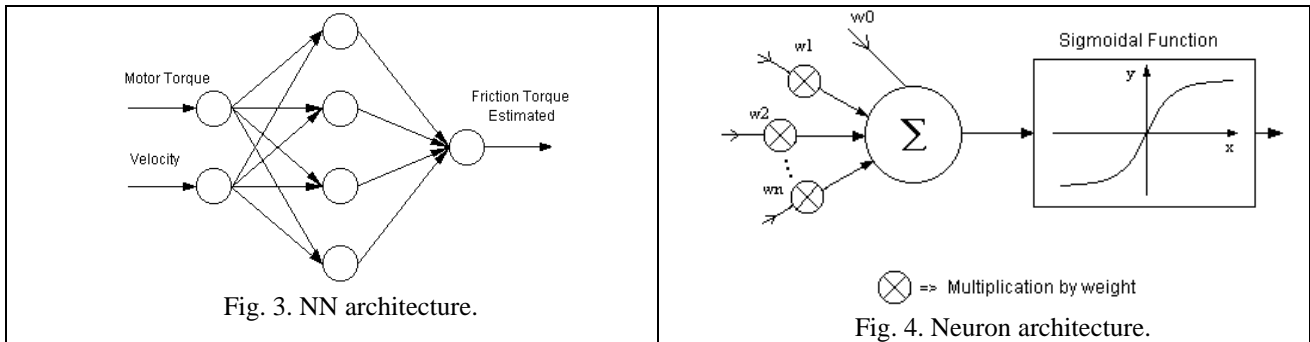 Motor Torque
Velocity
Friction Torque
Estimated
Fig. 3. NN architecture.
w0
w1
w2
wn
Σ
Sigmoidal Function
y
x
=> Multiplication by weight
Fig. 4. Neuron architecture.